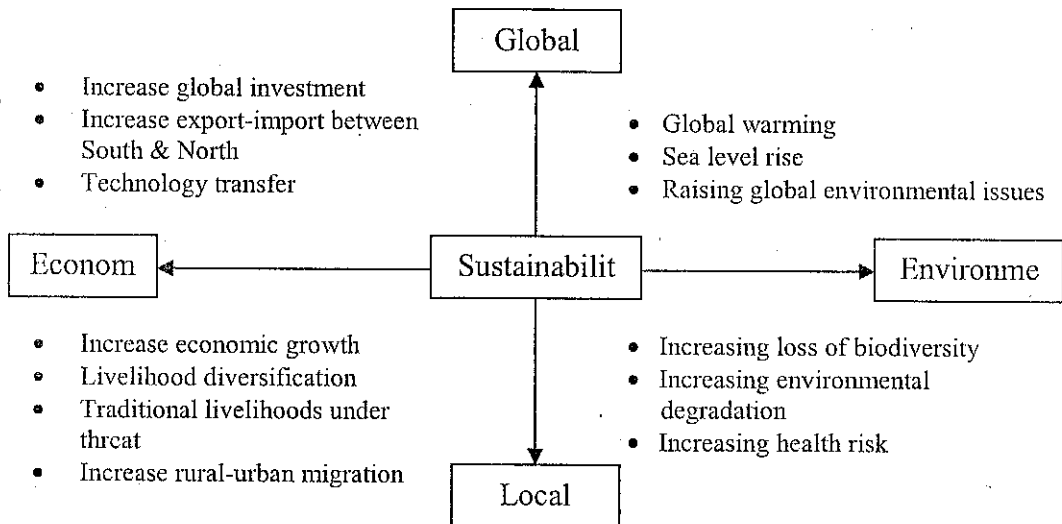 Global
• Increase global investment
• Increase export-import between
South & North
• Technology transfer
• Global warming
• Sea level rise
• Raising global environmental issues
Econom
Sustainabilit
Environme
• Increase economic growth
• Livelihood diversification
• Traditional livelihoods under
threat
• Increase rural-urban migration
• Increasing loss of biodiversity
• Increasing environmental
degradation
• Increasing health risk
Local